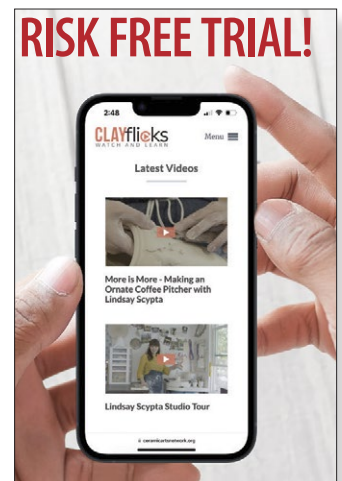 RISK FREE TRIAL!
2:48
CLAYflicks
WATCH AND LEARN
Menu
Latest Videos
More is More - Making an
Ornate Coffee Pitcher with
Lindsay Scypta
Lindsay Scypta Studio Tour
ceramicartsnetwork.org